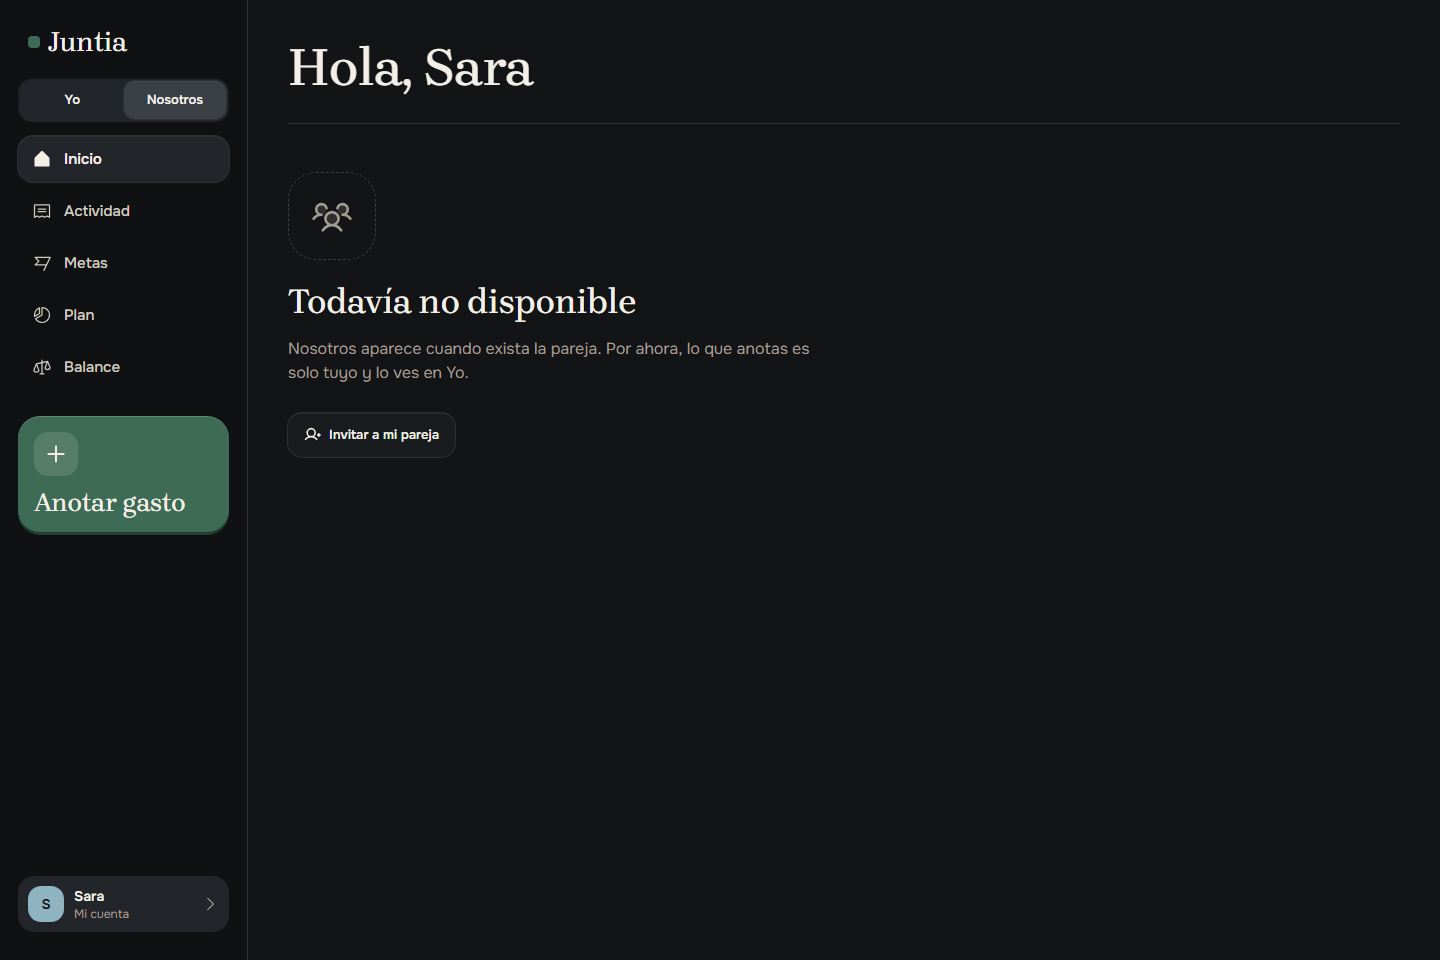 Juntia
Yo
Nosotros
Inicio
Actividad
Metas
Plan
Balance
Anotar gasto
S
Sara
Mi cuenta
Hola, Sara
Todavía no disponible
Nosotros aparece cuando exista la pareja. Por ahora, lo que anotas es
solo tuyo y lo ves en Yo.
Invitar a mi pareja